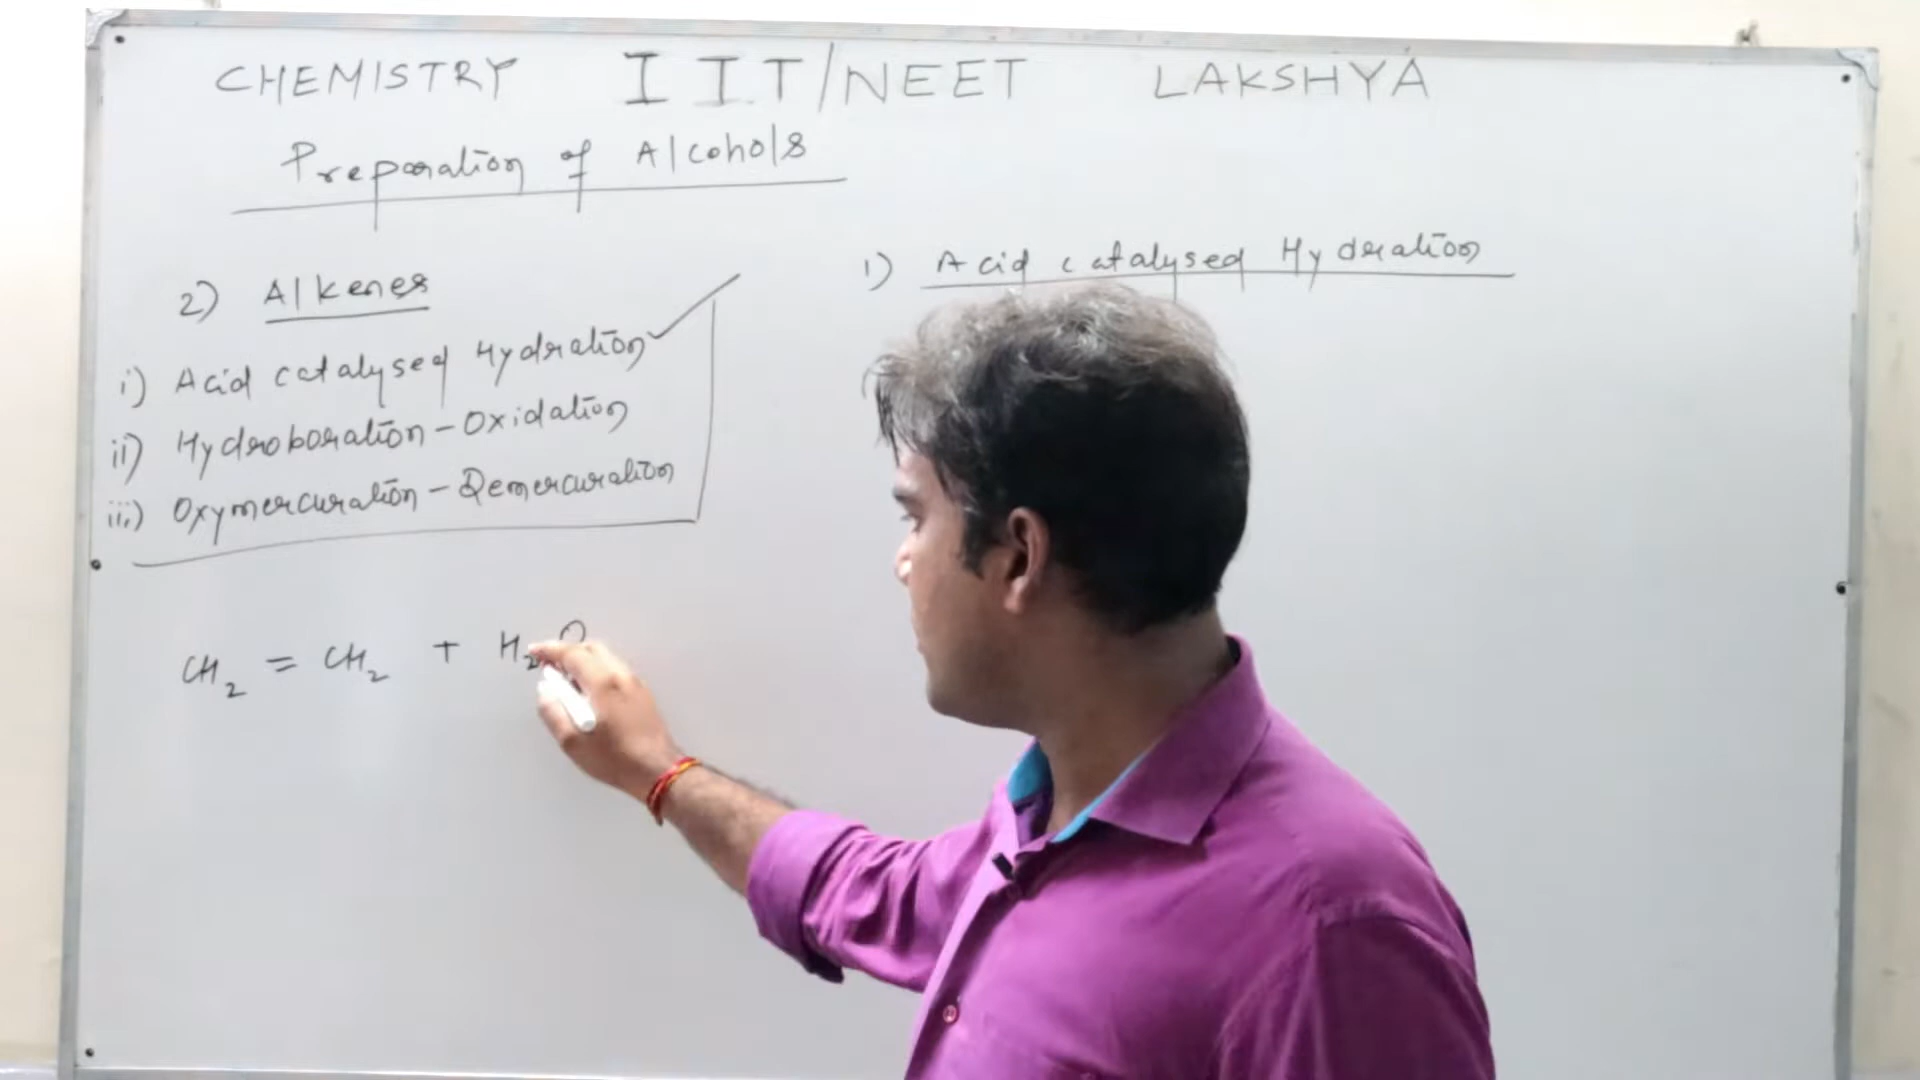 CHEMISTRY IIT/NEET LAKSHYA
Preparation of Alcohols
2) Alkenes
i) Acid catalysed Hydration
ii) Hydroboration-Oxidation
iii) Oxymercuration-Demercuration
CH2 = CH2 + H2O
1) Acid catalysed Hydration